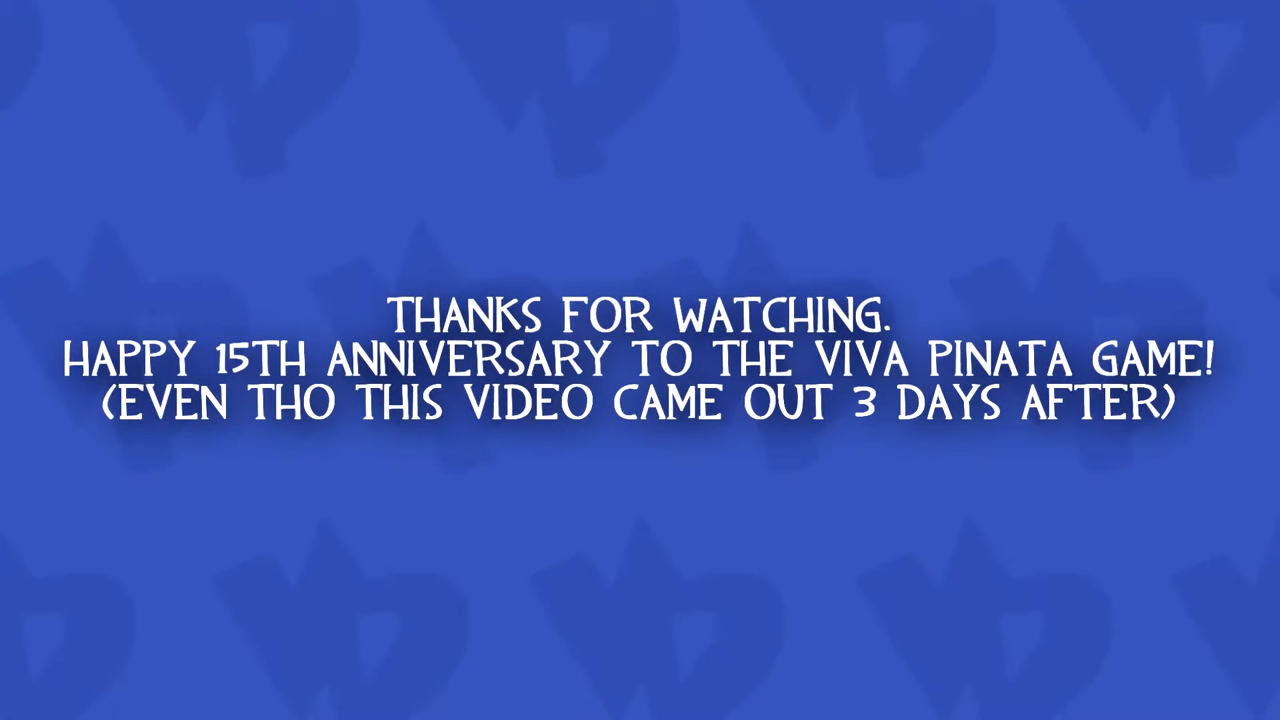 THANKS FOR WATCHING.
HAPPY 15TH ANNIVERSARY TO THE VIVA PINATA GAME!
(EVEN THO THIS VIDEO CAME OUT 3 DAYS AFTER)